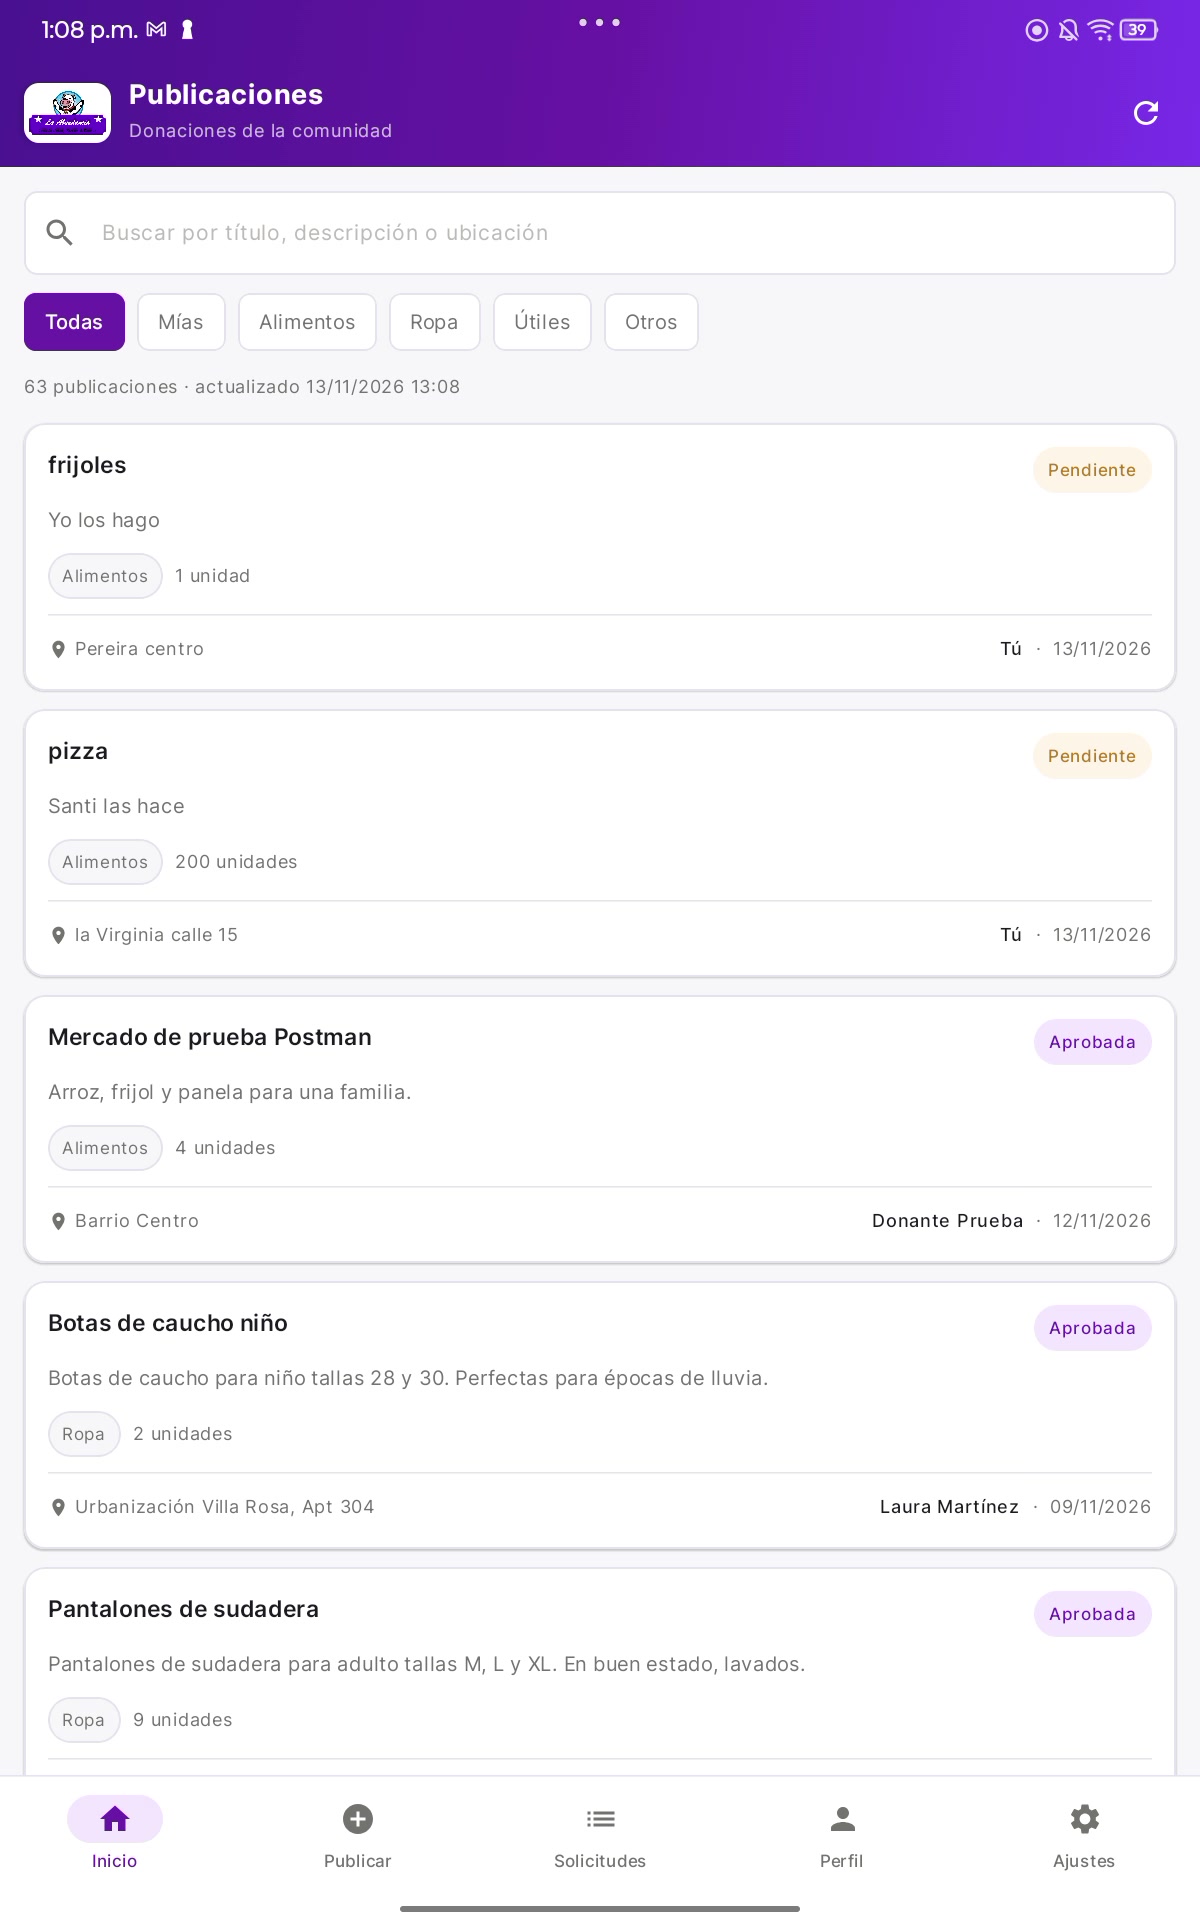 1:08 p.m.
39
La Abundancia
Publicaciones
Donaciones de la comunidad
Buscar por título, descripción o ubicación
Todas
Mías
Alimentos
Ropa
Útiles
Otros
63 publicaciones · actualizado 13/11/2026 13:08
frijoles
Pendiente
Yo los hago
Alimentos
1 unidad
Pereira centro
Tú · 13/11/2026
pizza
Pendiente
Santi las hace
Alimentos
200 unidades
la Virginia calle 15
Tú · 13/11/2026
Mercado de prueba Postman
Aprobada
Arroz, frijol y panela para una familia.
Alimentos
4 unidades
Barrio Centro
Donante Prueba · 12/11/2026
Botas de caucho niño
Aprobada
Botas de caucho para niño tallas 28 y 30. Perfectas para épocas de lluvia.
Ropa
2 unidades
Urbanización Villa Rosa, Apt 304
Laura Martínez · 09/11/2026
Pantalones de sudadera
Aprobada
Pantalones de sudadera para adulto tallas M, L y XL. En buen estado, lavados.
Ropa
9 unidades
Inicio
Publicar
Solicitudes
Perfil
Ajustes